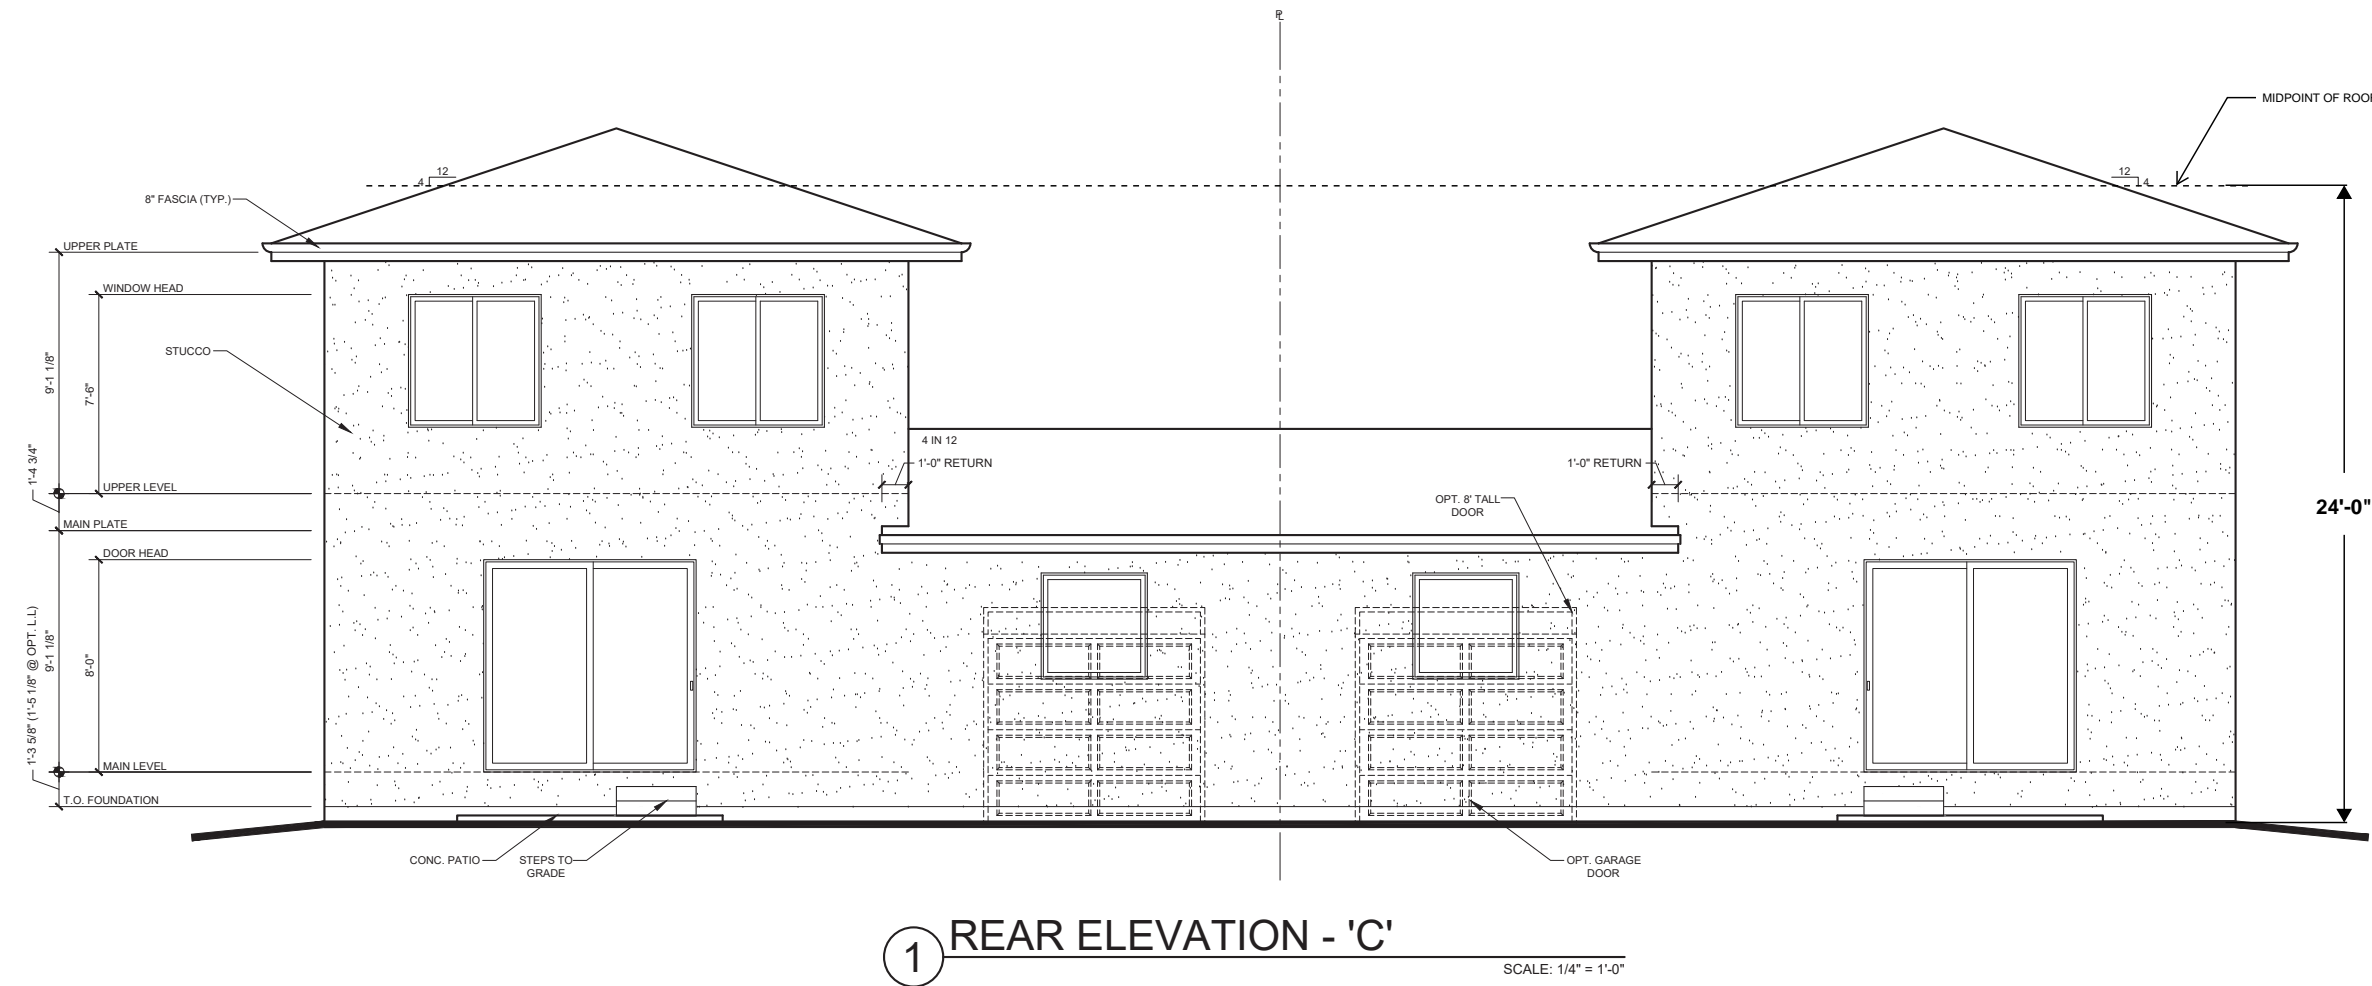 PL
MIDPOINT OF ROO
12
4
12
4
8" FASCIA (TYP.)
UPPER PLATE
WINDOW HEAD
STUCCO
9'-1 1/8"
7'-6"
4 IN 12
1'-0" RETURN
1'-0" RETURN
1'-4 3/4"
UPPER LEVEL
OPT. 8' TALL
DOOR
24'-0"
MAIN PLATE
DOOR HEAD
1'-3 5/8" (1'-5 1/8" @ OPT. L.L)
9'-1 1/8"
8'-0"
MAIN LEVEL
T.O. FOUNDATION
CONC. PATIO
STEPS TO
GRADE
OPT. GARAGE
DOOR
1
REAR ELEVATION - 'C'
SCALE: 1/4" = 1'-0"